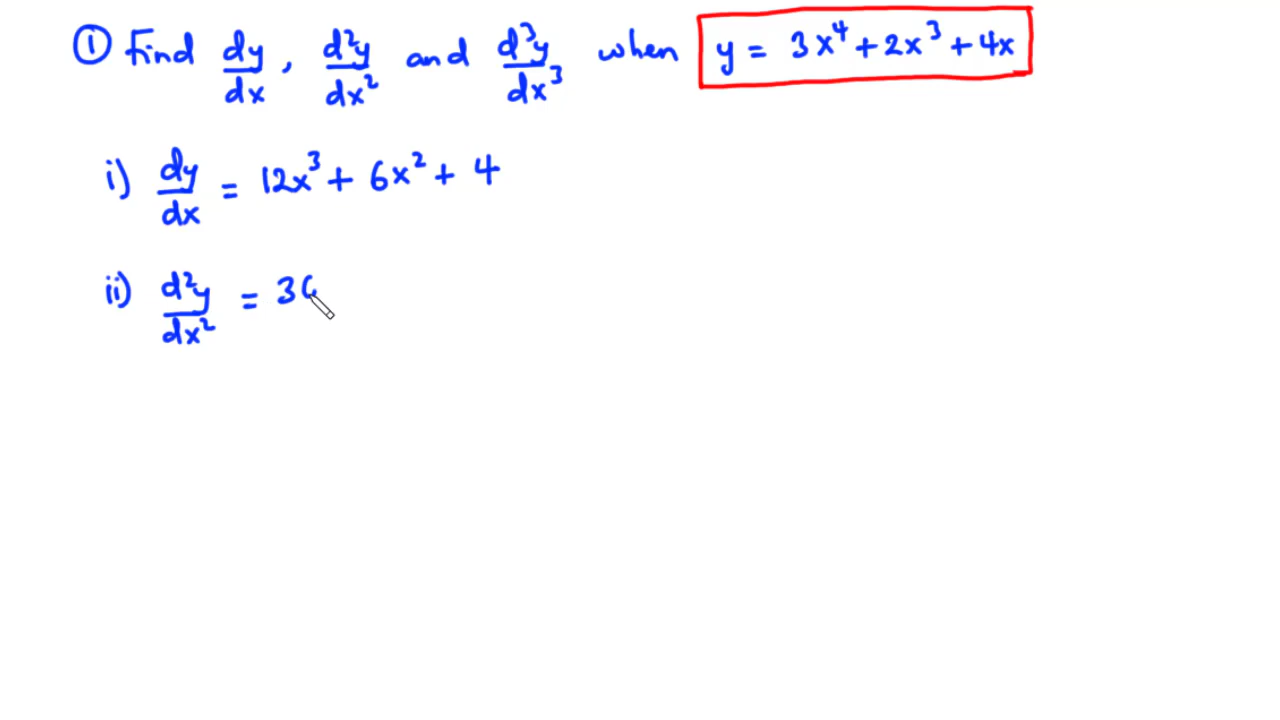 ① Find dy/dx, d²y/dx² and d³y/dx³ when y = 3x⁴ + 2x³ + 4x
i) dy/dx = 12x³ + 6x² + 4
ii) d²y/dx² = 3